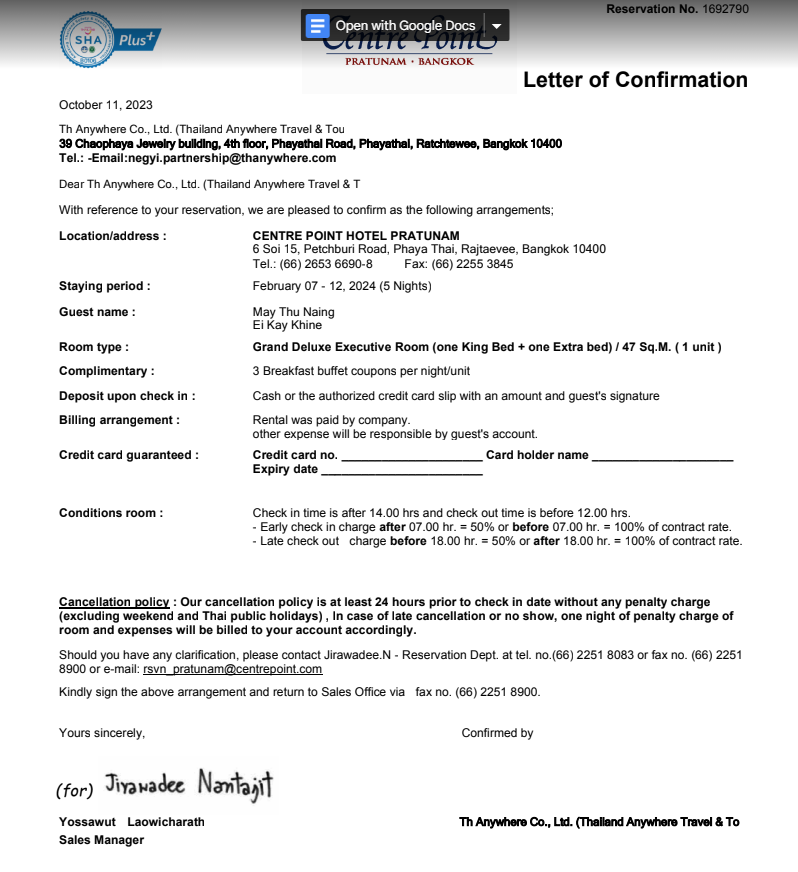 Reservation No. 1692790
Open with Google Docs
SHA Plus+
Centre Point
PRATUNAM • BANGKOK
Letter of Confirmation
October 11, 2023
Th Anywhere Co., Ltd. (Thailand Anywhere Travel & Tou
39 Chaophaya Jewelry building, 4th floor, Phayathai Road, Phayathai, Ratchtewee, Bangkok 10400
Tel.: -Email:negyi.partnership@thanywhere.com
Dear Th Anywhere Co., Ltd. (Thailand Anywhere Travel & T
With reference to your reservation, we are pleased to confirm as the following arrangements;
Location/address : CENTRE POINT HOTEL PRATUNAM
6 Soi 15, Petchburi Road, Phaya Thai, Rajtaevee, Bangkok 10400
Tel.: (66) 2653 6690-8 Fax: (66) 2255 3845
Staying period : February 07 - 12, 2024 (5 Nights)
Guest name : May Thu Naing
Ei Kay Khine
Room type : Grand Deluxe Executive Room (one King Bed + one Extra bed) / 47 Sq.M. ( 1 unit )
Complimentary : 3 Breakfast buffet coupons per night/unit
Deposit upon check in : Cash or the authorized credit card slip with an amount and guest's signature
Billing arrangement : Rental was paid by company.
other expense will be responsible by guest's account.
Credit card guaranteed : Credit card no. ______________________ Card holder name ______________________
Expiry date _________________________
Conditions room : Check in time is after 14.00 hrs and check out time is before 12.00 hrs.
- Early check in charge after 07.00 hr. = 50% or before 07.00 hr. = 100% of contract rate.
- Late check out charge before 18.00 hr. = 50% or after 18.00 hr. = 100% of contract rate.
Cancellation policy : Our cancellation policy is at least 24 hours prior to check in date without any penalty charge
(excluding weekend and Thai public holidays) , In case of late cancellation or no show, one night of penalty charge of
room and expenses will be billed to your account accordingly.
Should you have any clarification, please contact Jirawadee.N - Reservation Dept. at tel. no.(66) 2251 8083 or fax no. (66) 2251
8900 or e-mail: rsvn_pratunam@centrepoint.com
Kindly sign the above arrangement and return to Sales Office via fax no. (66) 2251 8900.
Yours sincerely, Confirmed by
(for) Jirawadee Nantajit
Yossawut Laowicharath Th Anywhere Co., Ltd. (Thailand Anywhere Travel & To
Sales Manager